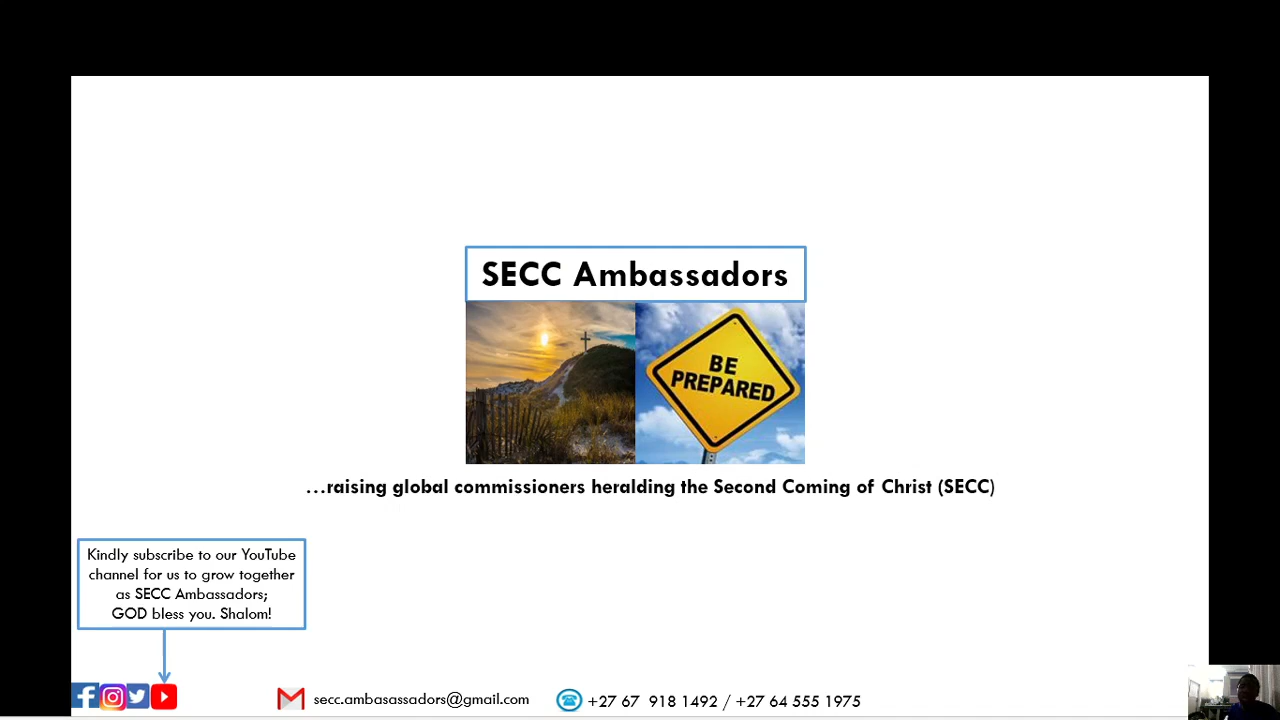 SECC Ambassadors
BE
PREPARED
...raising global commissioners heralding the Second Coming of Christ (SECC)
Kindly subscribe to our YouTube
channel for us to grow together
as SECC Ambassadors;
GOD bless you. Shalom!
secc.ambasassadors@gmail.com
+27 67 918 1492 / +27 64 555 1975